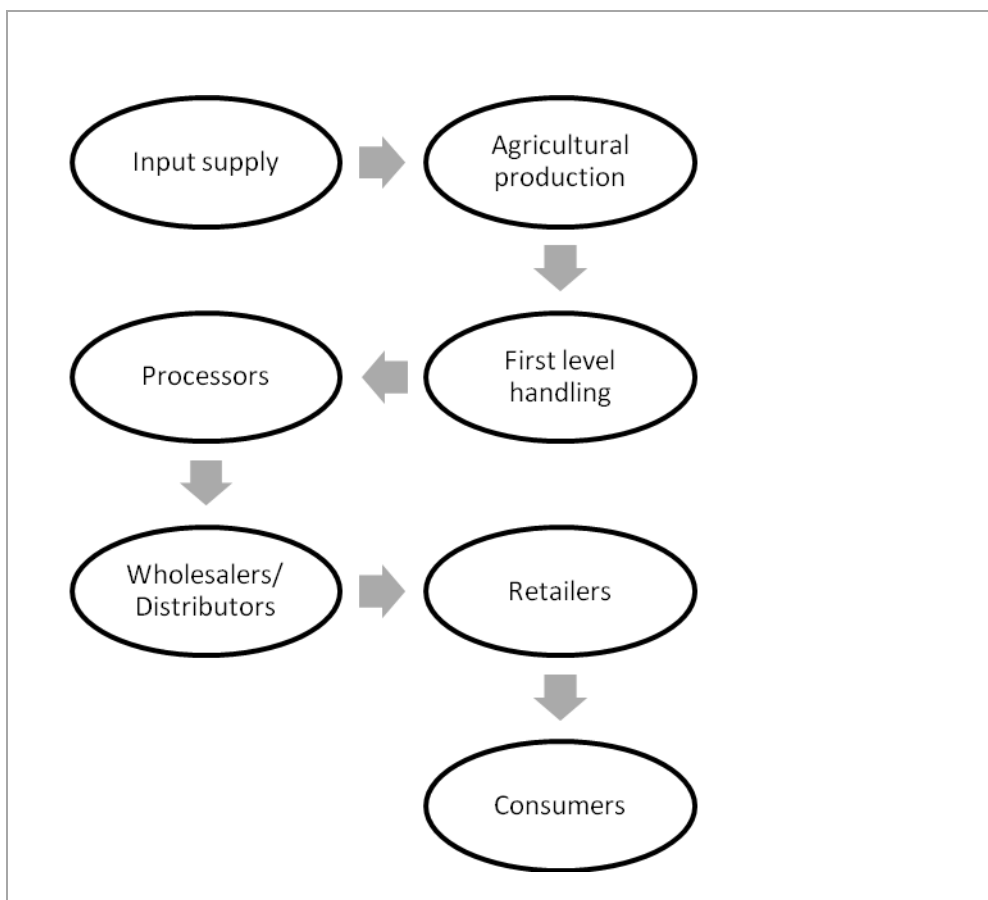 Input supply
Agricultural
production
First level
handling
Processors
Wholesalers/
Distributors
Retailers
Consumers